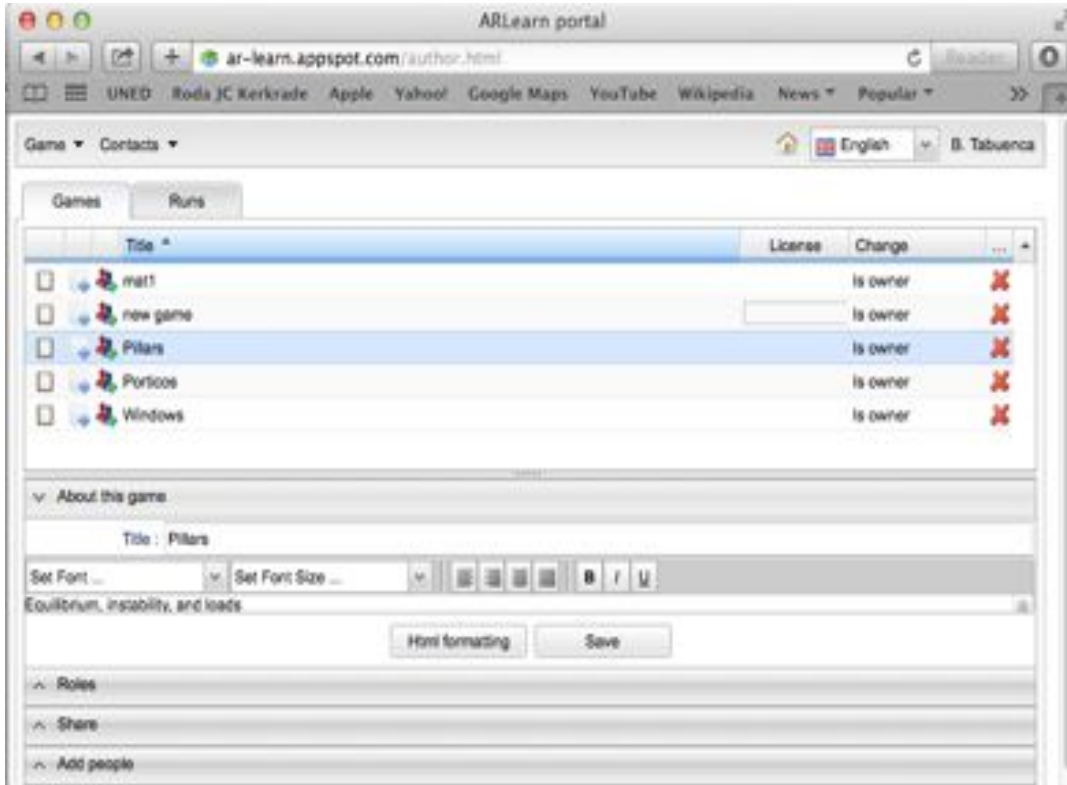 ARLearn portal
ar-learn.appspot.com/author.html Reader
UNED Roda JC Kerkrade Apple Yahoo! Google Maps YouTube Wikipedia News Popular
Game Contacts English B. Tabuenca
Games Runs
Title License Change ...
mat1 Is owner
new game Is owner
Pillars Is owner
Porticos Is owner
Windows Is owner
About this game
Title : Pillars
Set Font ... Set Font Size ... B I U
Equilibrium, instability, and loads
Html formatting Save
Roles
Share
Add people